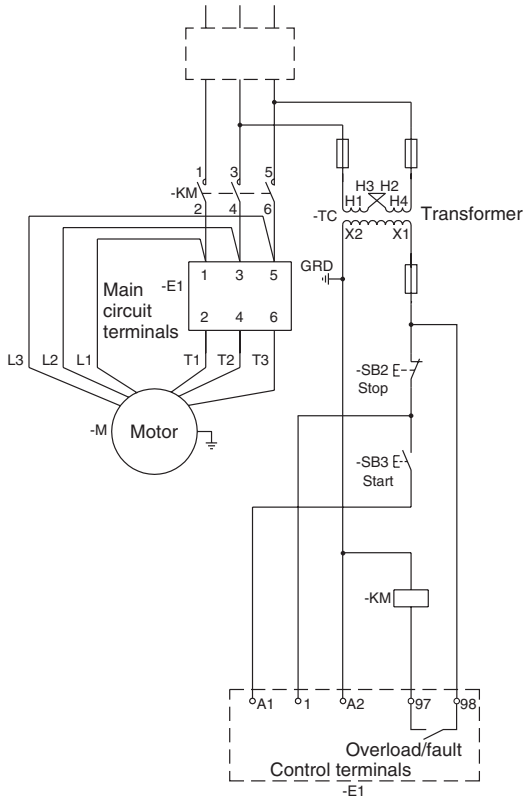 1 3 5
-KM
2 4 6
H3 H2
H1 H4
-TC
Transformer
X2 X1
GRD
1 3 5
-E1
Main
circuit
terminals
2 4 6
L3 L2 L1 T1 T2 T3
-SB2
Stop
-M
Motor
-SB3
Start
-KM
A1 1 A2 97 98
Overload/fault
Control terminals
-E1